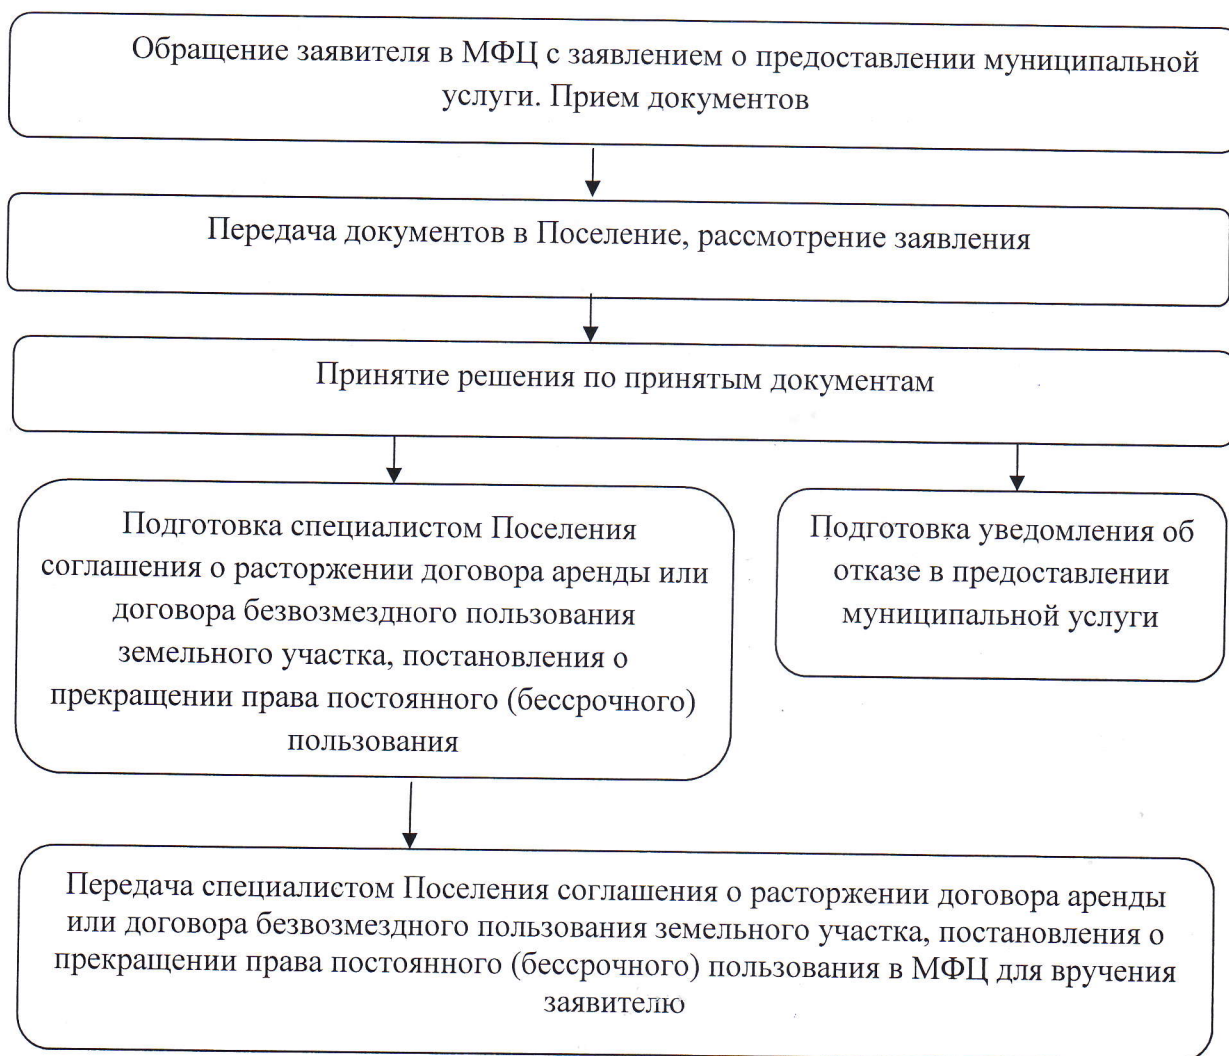 Обращение заявителя в МФЦ с заявлением о предоставлении муниципальной
услуги. Прием документов
Передача документов в Поселение, рассмотрение заявления
Принятие решения по принятым документам
Подготовка специалистом Поселения
соглашения о расторжении договора аренды или
договора безвозмездного пользования
земельного участка, постановления о
прекращении права постоянного (бессрочного)
пользования
Подготовка уведомления об
отказе в предоставлении
муниципальной услуги
Передача специалистом Поселения соглашения о расторжении договора аренды
или договора безвозмездного пользования земельного участка, постановления о
прекращении права постоянного (бессрочного) пользования в МФЦ для вручения
заявителю